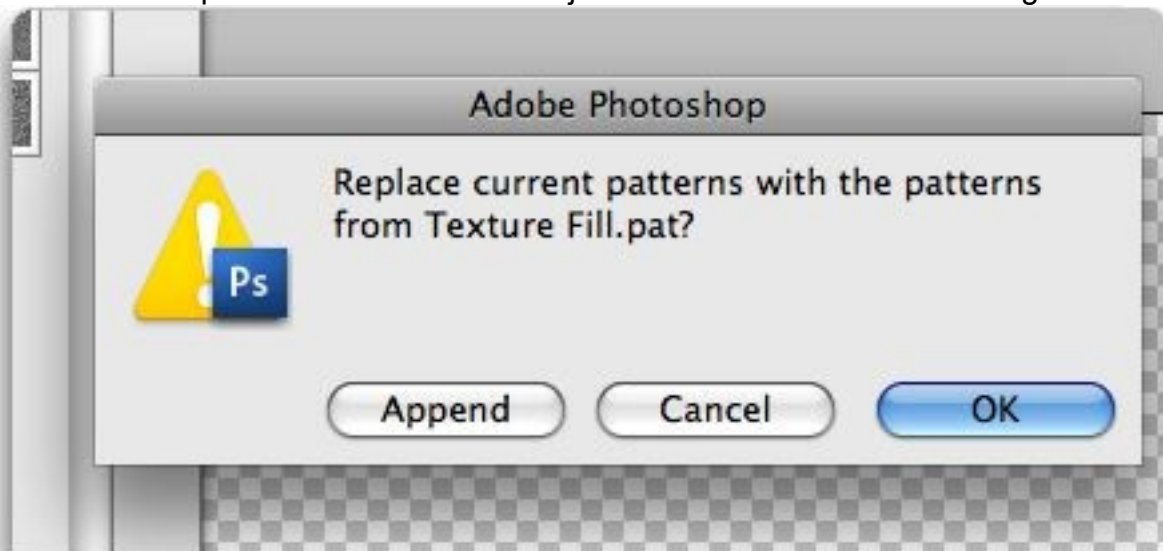 Adobe Photoshop
Replace current patterns with the patterns
from Texture Fill.pat?
Ps
Append Cancel OK